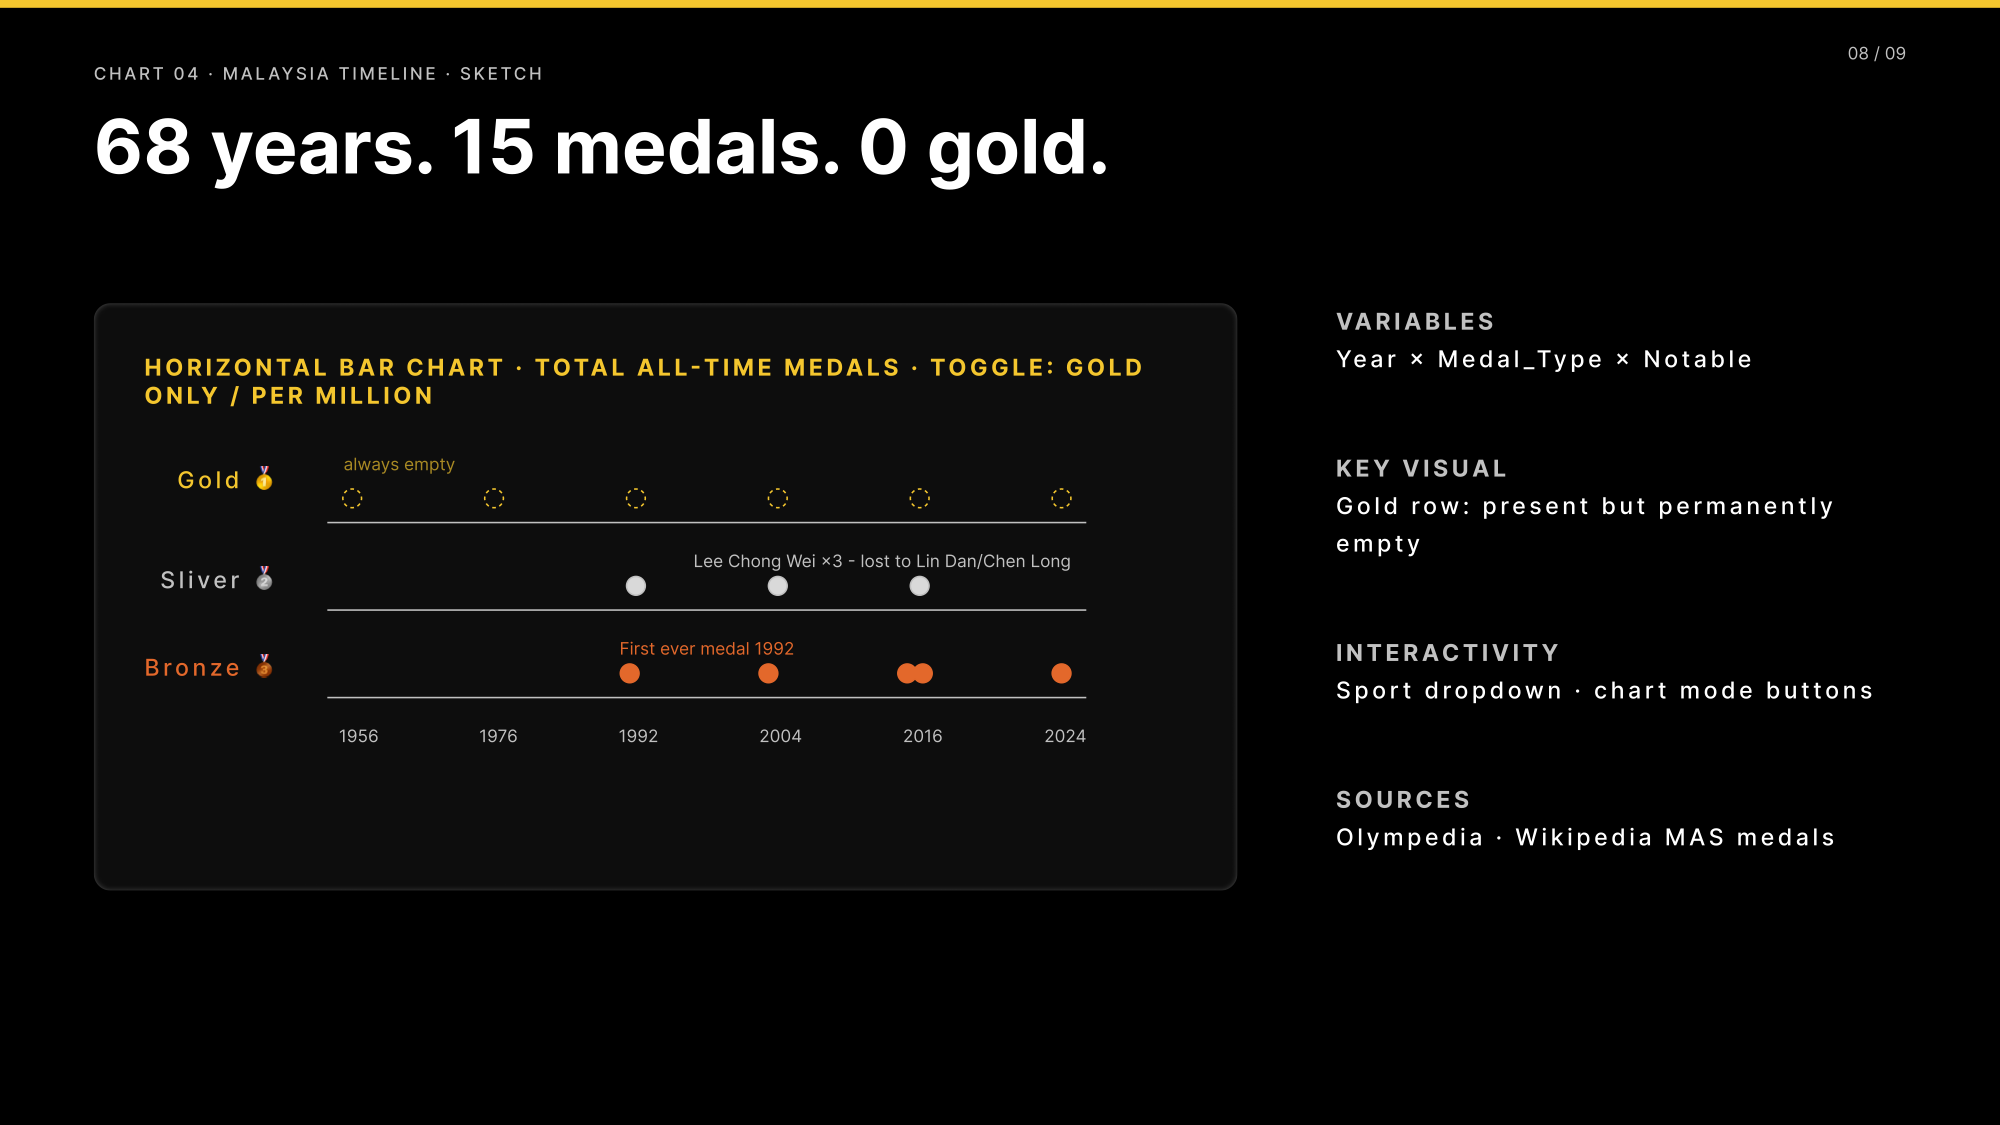 08 / 09
CHART 04 · MALAYSIA TIMELINE · SKETCH
68 years. 15 medals. 0 gold.
HORIZONTAL BAR CHART · TOTAL ALL-TIME MEDALS · TOGGLE: GOLD
ONLY / PER MILLION
always empty
Gold 🥇
Lee Chong Wei ×3 - lost to Lin Dan/Chen Long
Sliver 🥈
First ever medal 1992
Bronze 🥉
1956 1976 1992 2004 2016 2024
VARIABLES
Year × Medal_Type × Notable
KEY VISUAL
Gold row: present but permanently
empty
INTERACTIVITY
Sport dropdown · chart mode buttons
SOURCES
Olympedia · Wikipedia MAS medals